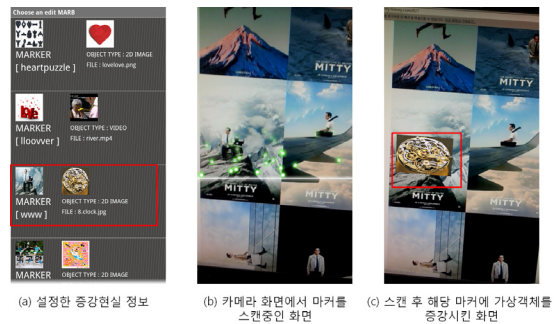 Choose an edit MARB
MARKER
[ heartpuzzle ]
OBJECT TYPE : 2D IMAGE
FILE : lovelove.png
MARKER
[ lloovver ]
OBJECT TYPE : VIDEO
FILE : river.mp4
MARKER
[ www ]
OBJECT TYPE : 2D IMAGE
FILE : 8.clock.jpg
MARKER
OBJECT TYPE : 2D IMAGE
MITTY
MITTY
MITTY
MITTY
MITTY
MITTY
(a) 설정한 증강현실 정보
(b) 카메라 화면에서 마커를
스캔중인 화면
(c) 스캔 후 해당 마커에 가상객체를
증강시킨 화면